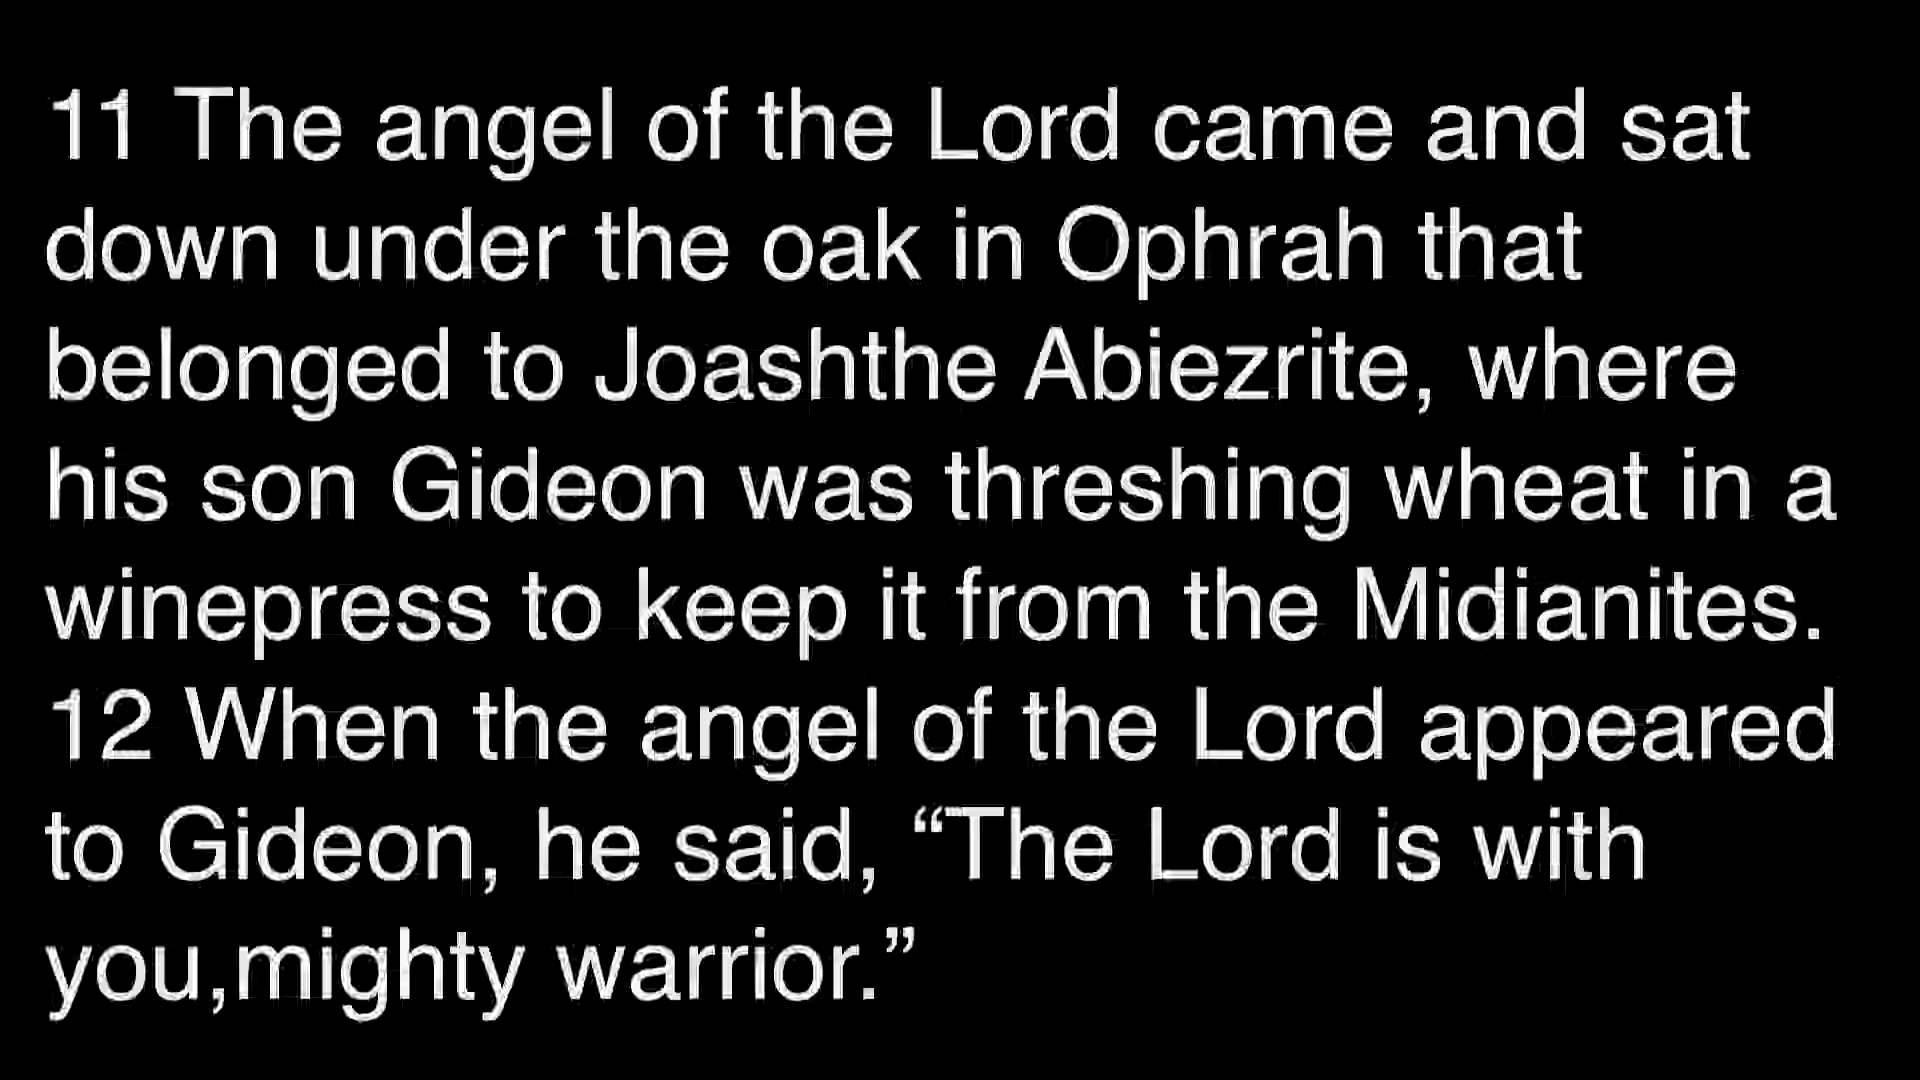 11 The angel of the Lord came and sat
down under the oak in Ophrah that
belonged to Joashthe Abiezrite, where
his son Gideon was threshing wheat in a
winepress to keep it from the Midianites.
12 When the angel of the Lord appeared
to Gideon, he said, “The Lord is with
you,mighty warrior.”